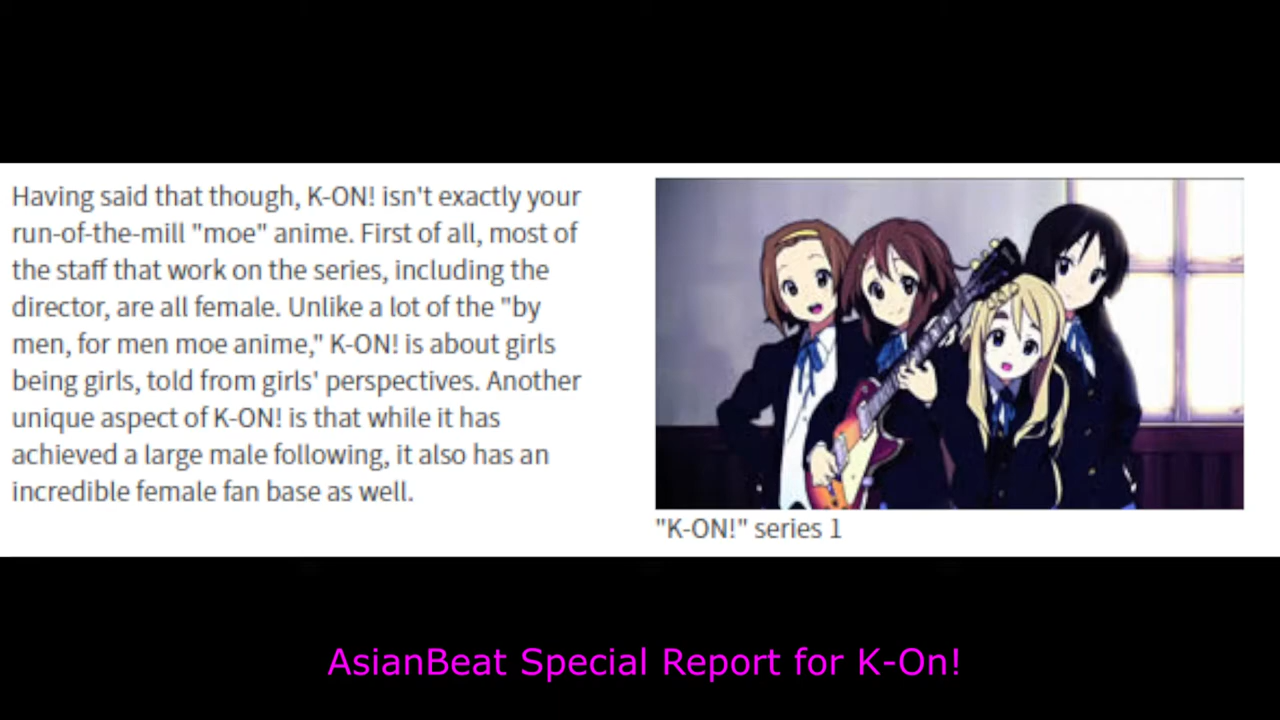 Having said that though, K-ON! isn't exactly your
run-of-the-mill "moe" anime. First of all, most of
the staff that work on the series, including the
director, are all female. Unlike a lot of the "by
men, for men moe anime," K-ON! is about girls
being girls, told from girls' perspectives. Another
unique aspect of K-ON! is that while it has
achieved a large male following, it also has an
incredible female fan base as well.
"K-ON!" series 1
AsianBeat Special Report for K-On!